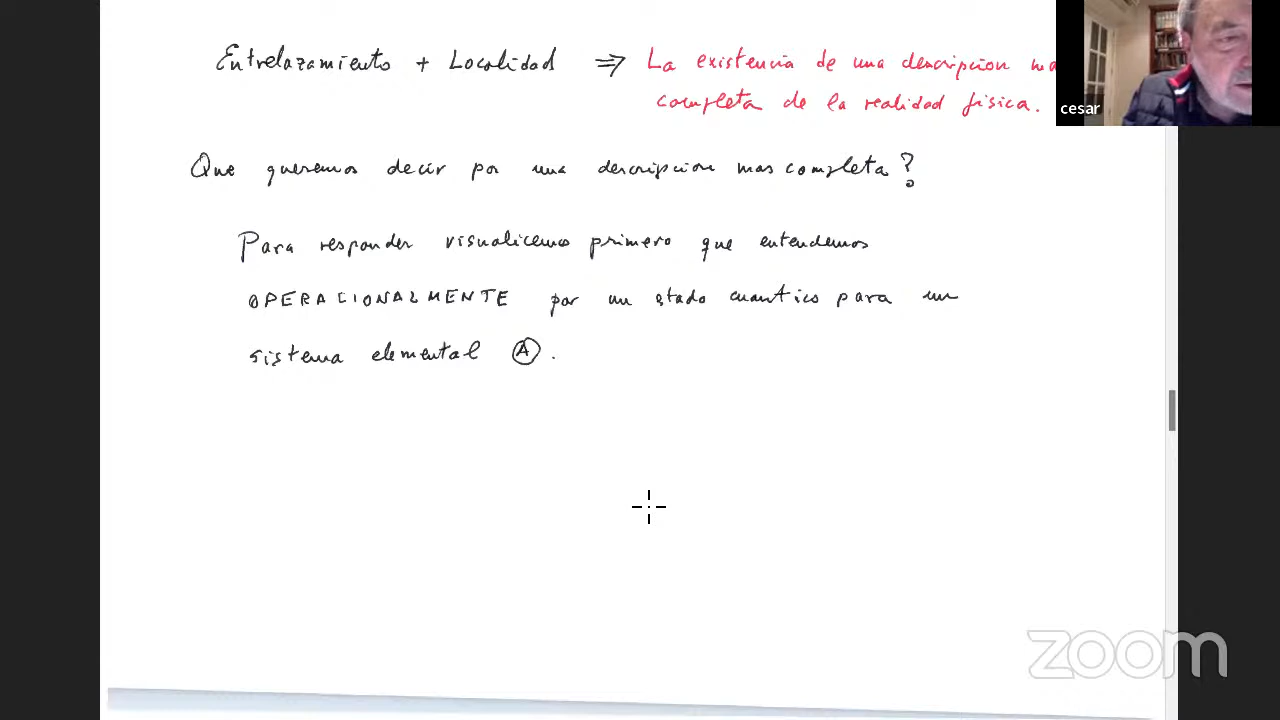 Entrelazamiento + Localidad ⇒ La existencia de una descripcion ma
completa de la realidad fisica.
cesar
Que queremos decir por una descripcion mas completa?
Para responder visualicemos primero que entendemos
OPERACIONALMENTE por un estado cuantico para un
sistema elemental Ⓐ.
zoom